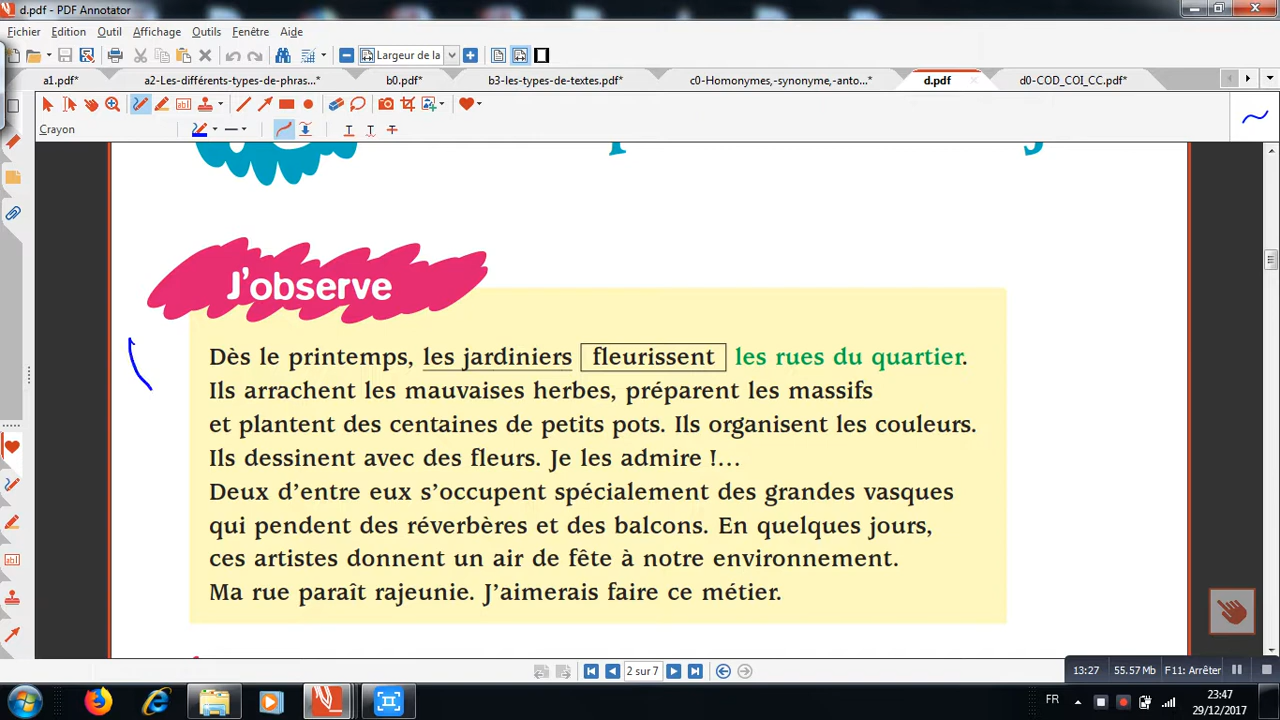 d.pdf - PDF Annotator
Fichier Edition Outil Affichage Outils Fenêtre Aide
Largeur de la
a1.pdf* a2-Les-différents-types-de-phras...* b0.pdf* b3-les-types-de-textes.pdf* c0-Homonymes,-synonyme,-anto...* d.pdf d0-COD_COI_CC.pdf*
Crayon
J'observe
Dès le printemps, les jardiniers fleurissent les rues du quartier.
Ils arrachent les mauvaises herbes, préparent les massifs
et plantent des centaines de petits pots. Ils organisent les couleurs.
Ils dessinent avec des fleurs. Je les admire !…
Deux d'entre eux s'occupent spécialement des grandes vasques
qui pendent des réverbères et des balcons. En quelques jours,
ces artistes donnent un air de fête à notre environnement.
Ma rue paraît rajeunie. J'aimerais faire ce métier.
2 sur 7
13:27 55.57 Mb F11: Arrêter
FR
23:47
29/12/2017